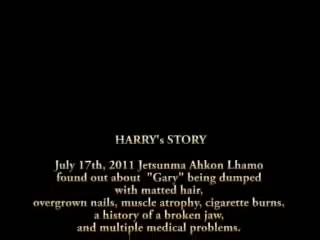 HARRY's STORY
July 17th, 2011 Jetsunma Ahkon Lhamo
found out about "Gary" being dumped
with matted hair,
overgrown nails, muscle atrophy, cigarette burns,
a history of a broken jaw,
and multiple medical problems.